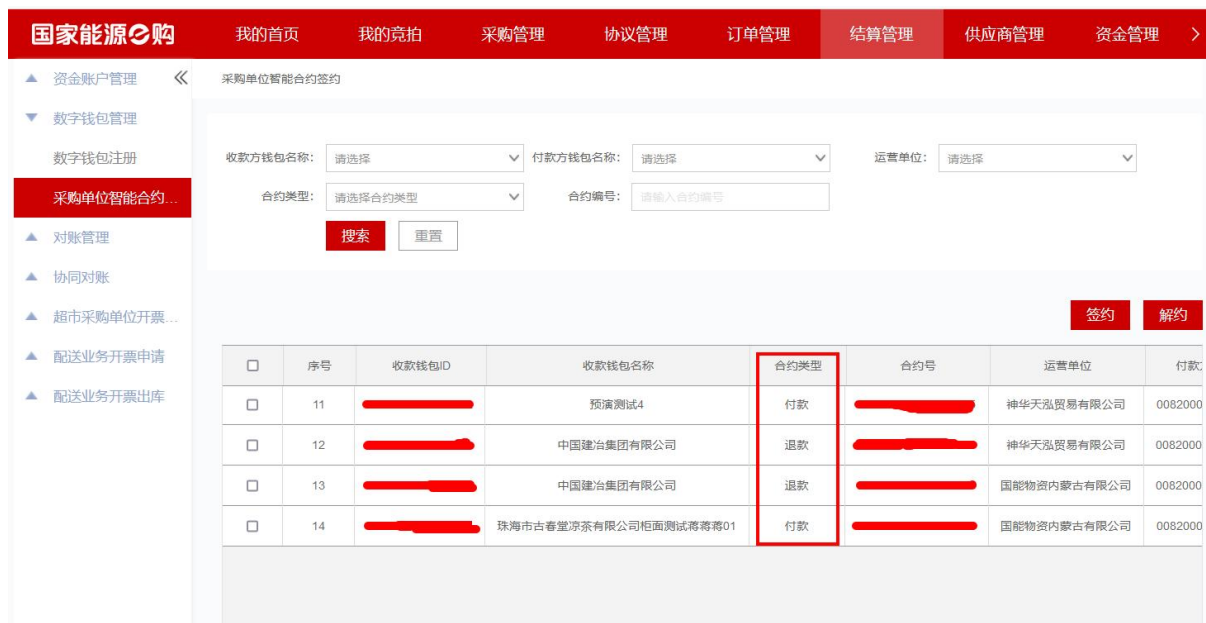 国家能源e购 我的首页 我的竞拍 采购管理 协议管理 订单管理 结算管理 供应商管理 资金管理
资金账户管理
数字钱包管理
数字钱包注册
采购单位智能合约...
对账管理
协同对账
超市采购单位开票...
配送业务开票申请
配送业务开票出库
采购单位智能合约签约
收款方钱包名称: 请选择 付款方钱包名称: 请选择 运营单位: 请选择
合约类型: 请选择合约类型 合约编号: 请输入合约编号
搜索 重置
签约 解约
序号 收款钱包ID 收款钱包名称 合约类型 合约号 运营单位 付款
11 预演测试4 付款 神华天泓贸易有限公司 0082000
12 中国建冶集团有限公司 退款 神华天泓贸易有限公司 0082000
13 中国建冶集团有限公司 退款 国能物资内蒙古有限公司 0082000
14 珠海市古春堂凉茶有限公司柜面测试蒋蒋蒋01 付款 国能物资内蒙古有限公司 0082000